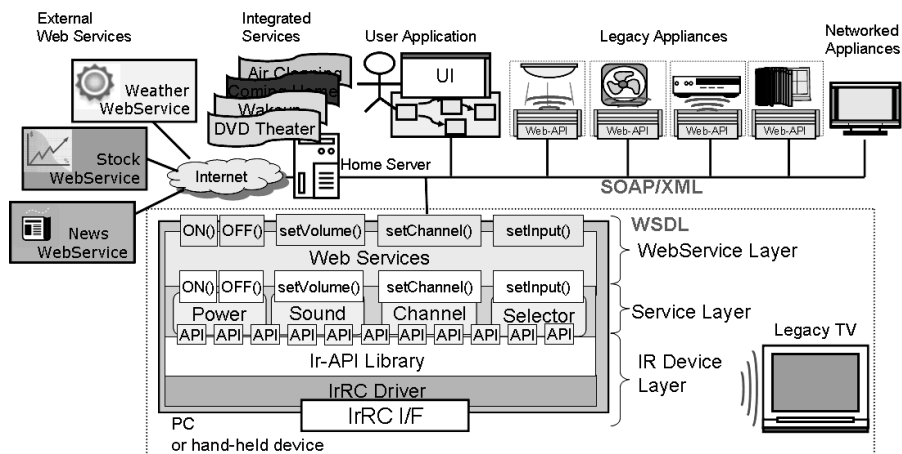 External
Web Services
Integrated
Services
User Application
Legacy Appliances
Networked
Appliances
Weather
WebService
Air Cleaning
Coming Home
Wakeup
DVD Theater
UI
Web-API
Web-API
Web-API
Web-API
Stock
WebService
Internet
Home Server
SOAP/XML
News
WebService
ON() OFF() setVolume() setChannel() setInput()
Web Services
WSDL
WebService Layer
ON() OFF() setVolume() setChannel() setInput()
Power Sound Channel Selector
Service Layer
API API API API API API API API API API API
Ir-API Library
IrRC Driver
IrRC I/F
IR Device
Layer
Legacy TV
PC
or hand-held device